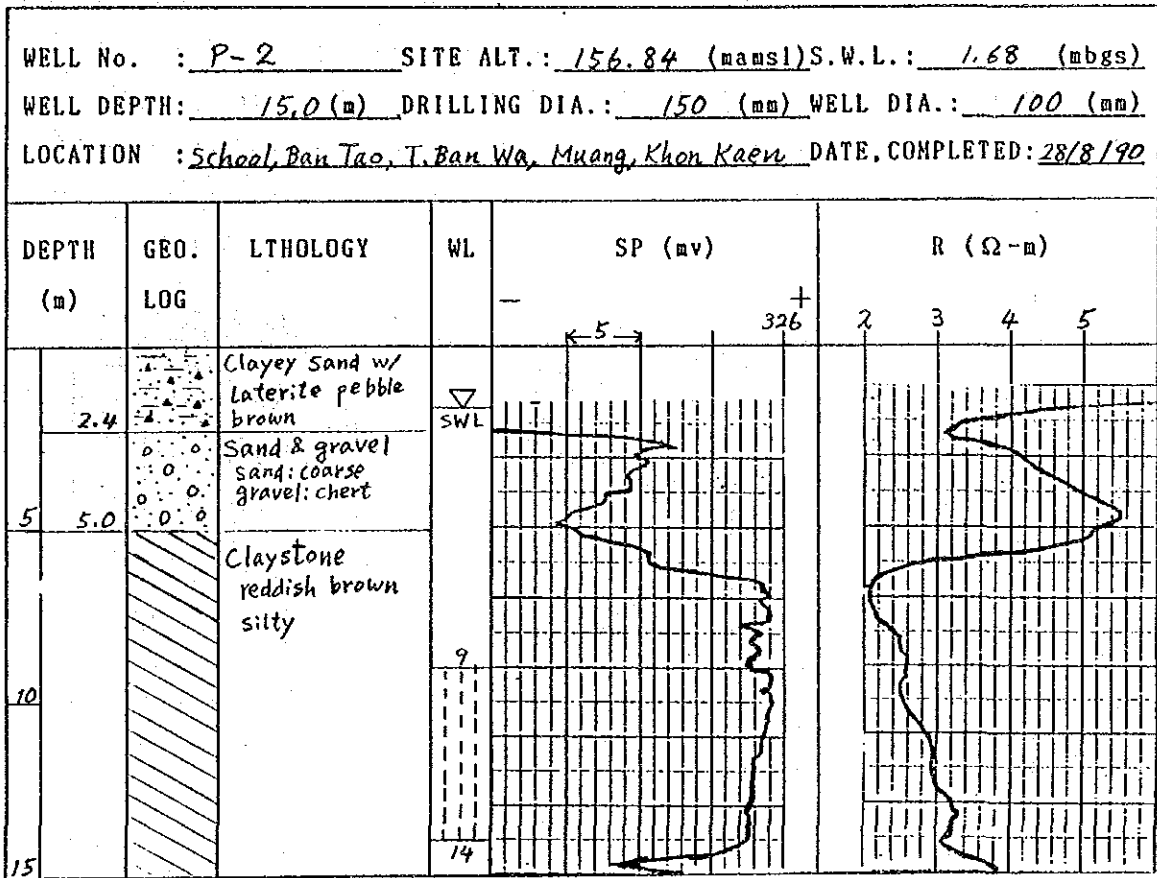 WELL No. : P-2 SITE ALT.: 156.84 (mamsl) S.W.L.: 1.68 (mbgs)
WELL DEPTH: 15.0 (m) DRILLING DIA.: 150 (mm) WELL DIA.: 100 (mm)
LOCATION : School, Ban Tao, T. Ban Wa, Muang, Khon Kaen DATE, COMPLETED: 28/8/90
DEPTH (m)
GEO. LOG
LTHOLOGY
WL
SP (mv)
R (Ω-m)
− +
5 326
2 3 4 5
Clayey Sand w/
Laterite pebble
brown
2.4
SWL
Sand & gravel
sand: coarse
gravel: chert
5 5.0
Claystone
reddish brown
silty
9
10
14
15